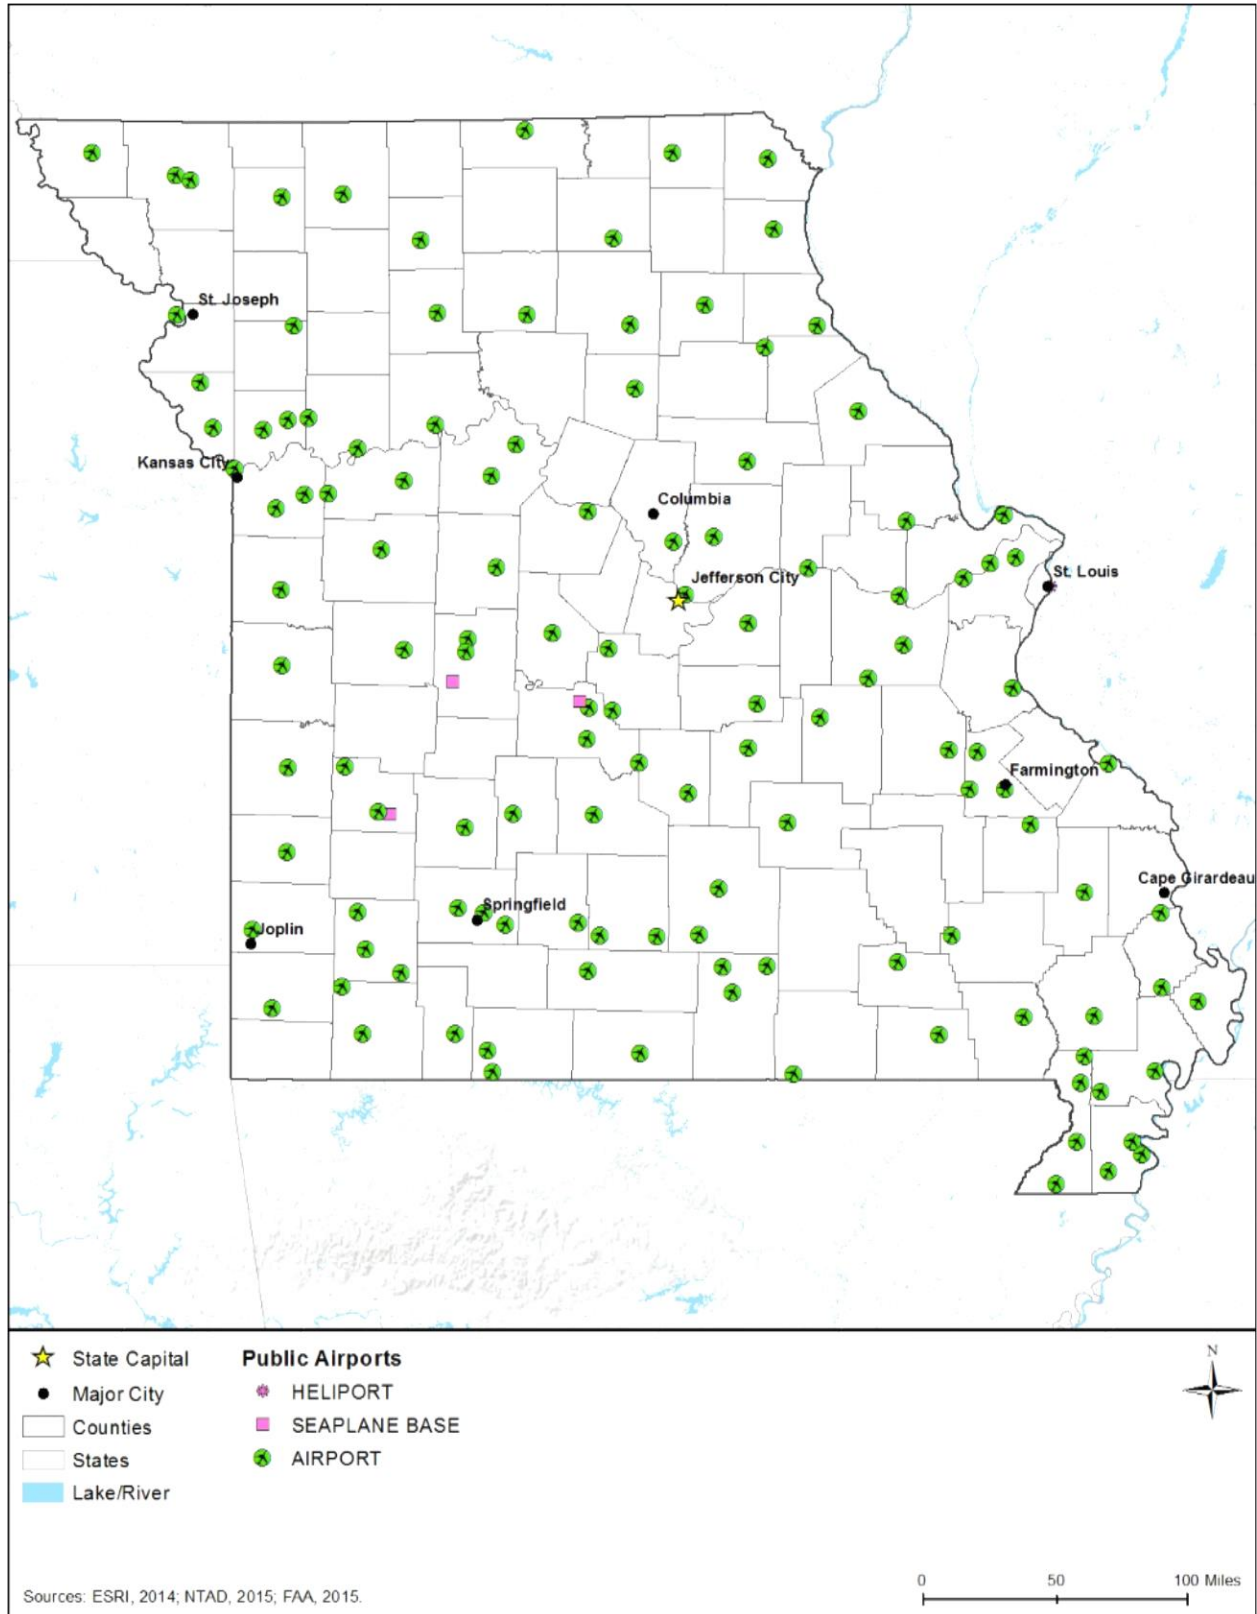 St. Joseph
Kansas City
Columbia
Jefferson City
St. Louis
Farmington
Cape Girardeau
Springfield
Joplin
State Capital
Major City
Counties
States
Lake/River
Public Airports
HELIPORT
SEAPLANE BASE
AIRPORT
N
0 50 100 Miles
Sources: ESRI, 2014; NTAD, 2015; FAA, 2015.